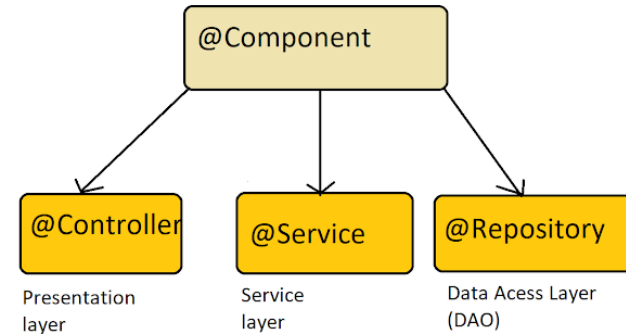 @Component
@Controller
@Service
@Repository
Presentation
layer
Service
layer
Data Acess Layer
(DAO)